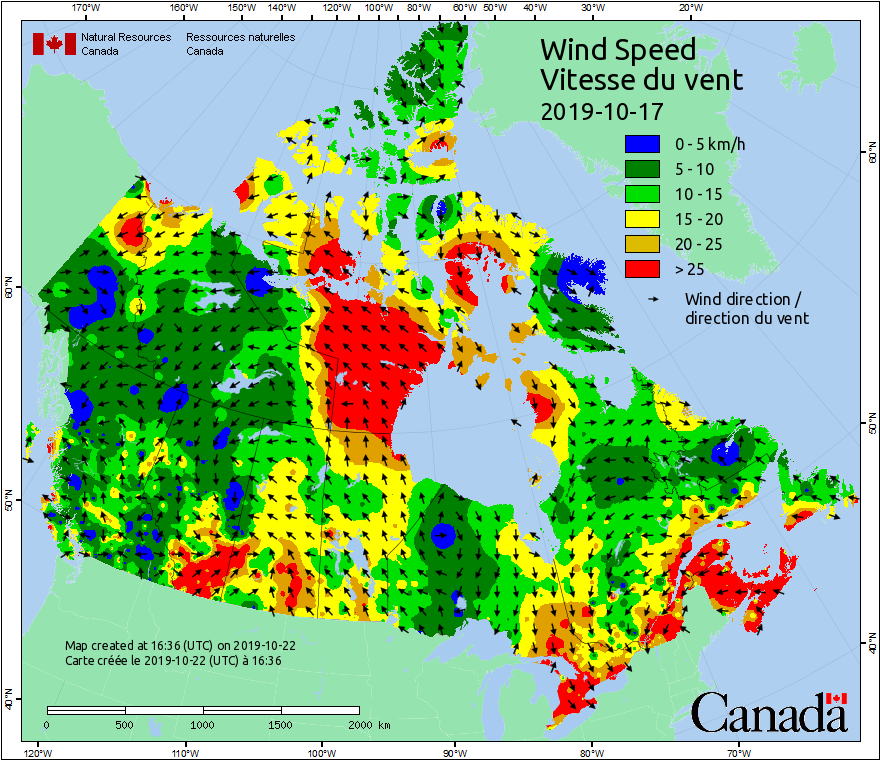 170°W 160°W 150°W 140°W 120°W 100°W 80°W 60°W 50°W 40°W 30°W 20°W
Natural Resources Ressources naturelles
Canada Canada
Wind Speed
Vitesse du vent
2019-10-17
0 - 5 km/h
5 - 10
10 - 15
15 - 20
20 - 25
> 25
Wind direction /
direction du vent
60°N
60°N
50°N
50°N
40°N
40°N
Map created at 16:36 (UTC) on 2019-10-22
Carte créée le 2019-10-22 (UTC) à 16:36
0 500 1000 1500 2000 km
Canada
120°W 110°W 100°W 90°W 80°W 70°W